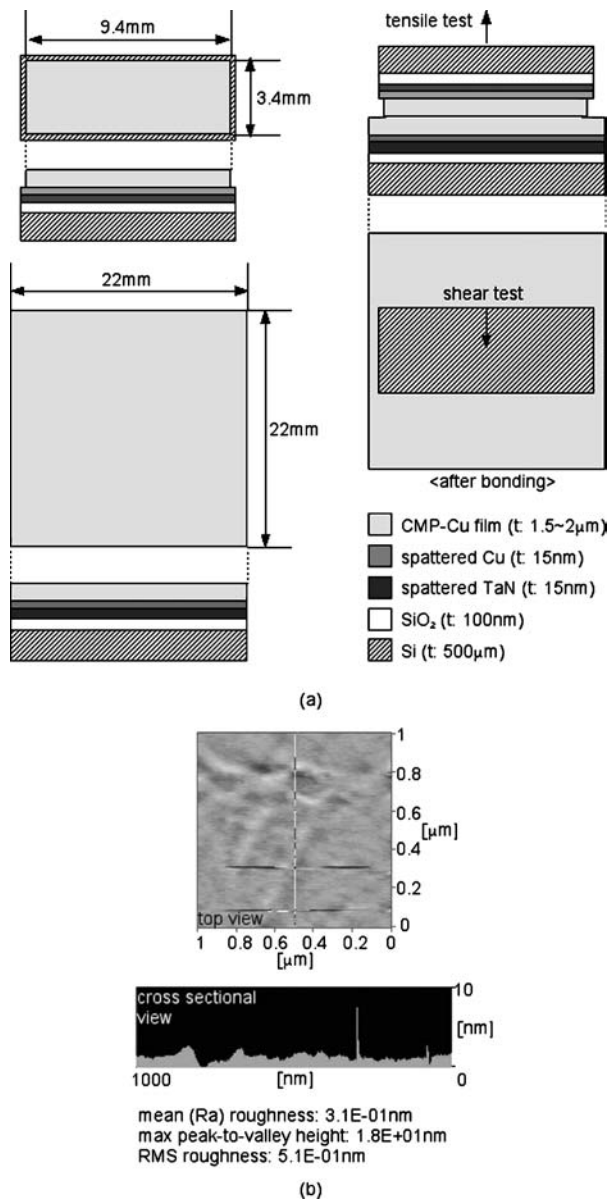 9.4mm
3.4mm
22mm
22mm
tensile test
shear test
<after bonding>
CMP-Cu film (t: 1.5~2μm)
spattered Cu (t: 15nm)
spattered TaN (t: 15nm)
SiO₂ (t: 100nm)
Si (t: 500μm)
(a)
1
0.8
0.6
[μm]
0.4
0.2
0
top view
1 0.8 0.6 0.4 0.2 0
[μm]
cross sectional
view
10
[nm]
0
1000 [nm]
mean (Ra) roughness: 3.1E-01nm
max peak-to-valley height: 1.8E+01nm
RMS roughness: 5.1E-01nm
(b)